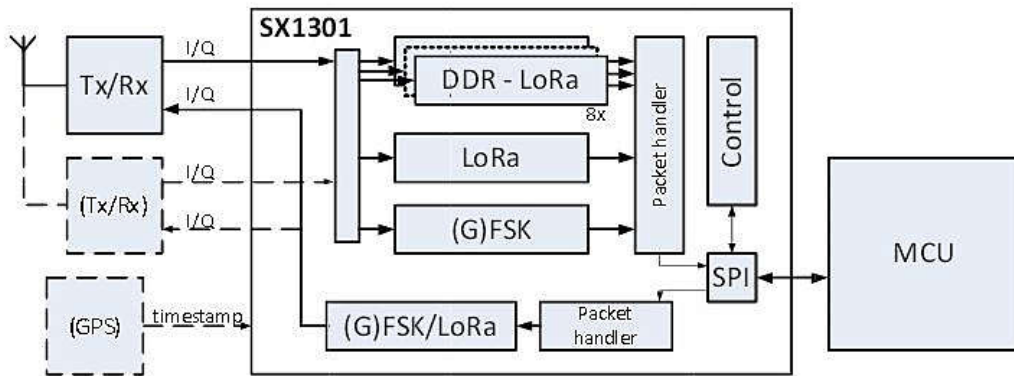 SX1301
I/Q
Tx/Rx
I/Q
DDR - LoRa
8x
Packet handler
Control
LoRa
(Tx/Rx)
I/Q
I/Q
(G)FSK
MCU
SPI
(GPS)
timestamp
(G)FSK/LoRa
Packet
handler